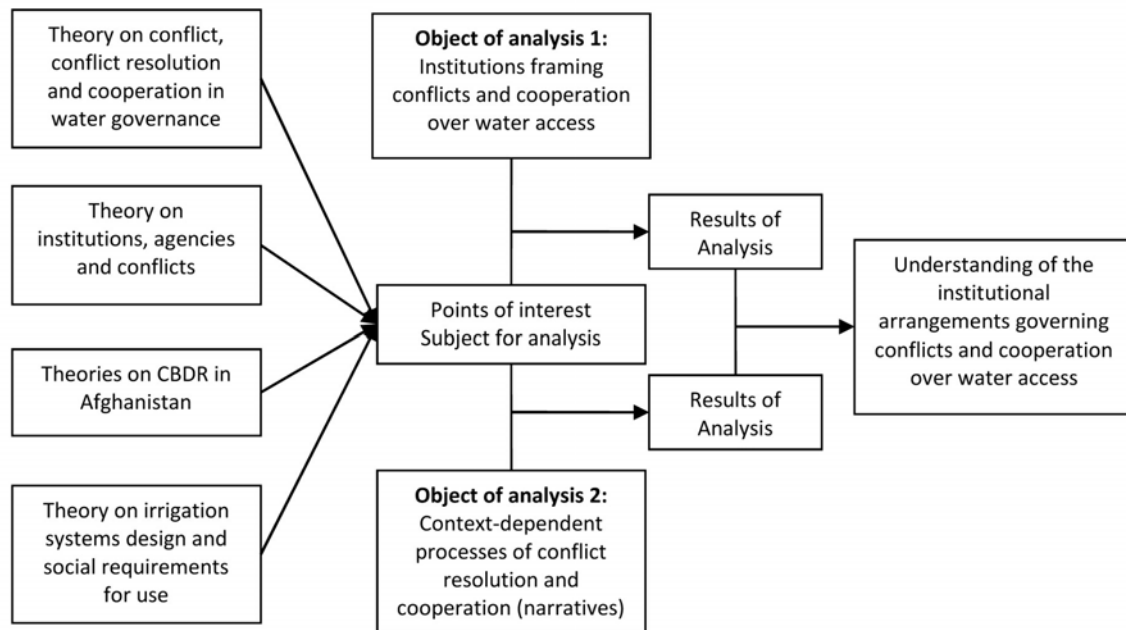 Theory on conflict,
conflict resolution
and cooperation in
water governance
Theory on
institutions, agencies
and conflicts
Theories on CBDR in
Afghanistan
Theory on irrigation
systems design and
social requirements
for use
Object of analysis 1:
Institutions framing
conflicts and cooperation
over water access
Points of interest
Subject for analysis
Object of analysis 2:
Context-dependent
processes of conflict
resolution and
cooperation (narratives)
Results of
Analysis
Results of
Analysis
Understanding of the
institutional
arrangements governing
conflicts and cooperation
over water access